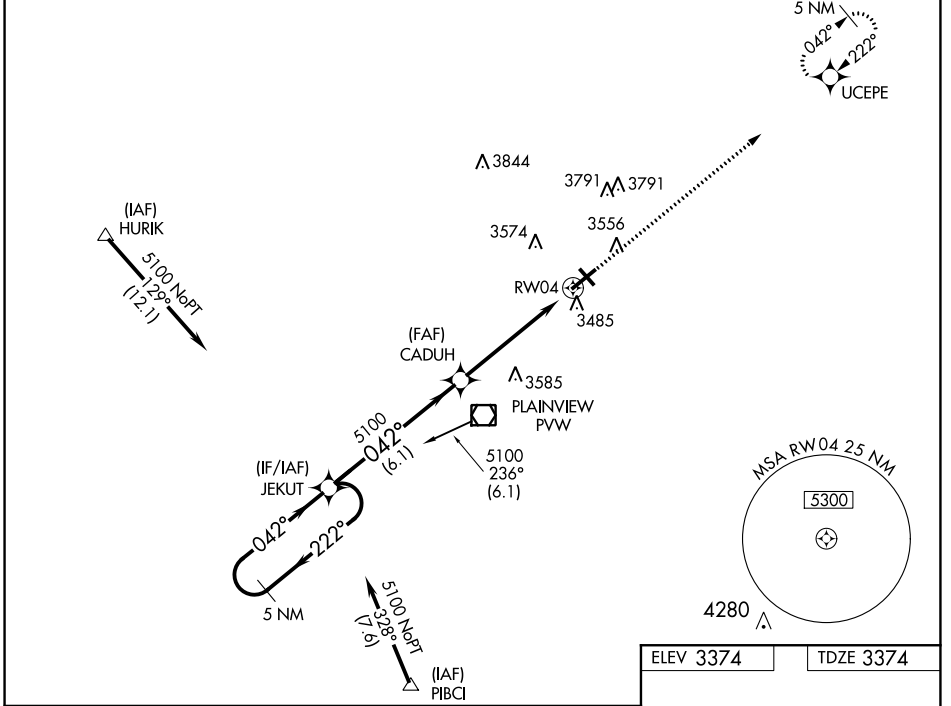 5 NM
042°
222°
UCEPE
3844
3791
3791
(IAF)
HURIK
3574
3556
5100 NoPT
129°
(12.1)
RW04
3485
(FAF)
CADUH
3585
PLAINVIEW
PVW
5100
042°
(6.1)
5100
236°
(6.1)
(IF/IAF)
JEKUT
MSA RW04 25 NM
5300
042°
222°
5 NM
5100 NoPT
328°
(7.6)
4280
(IAF)
PIBCI
ELEV 3374
TDZE 3374